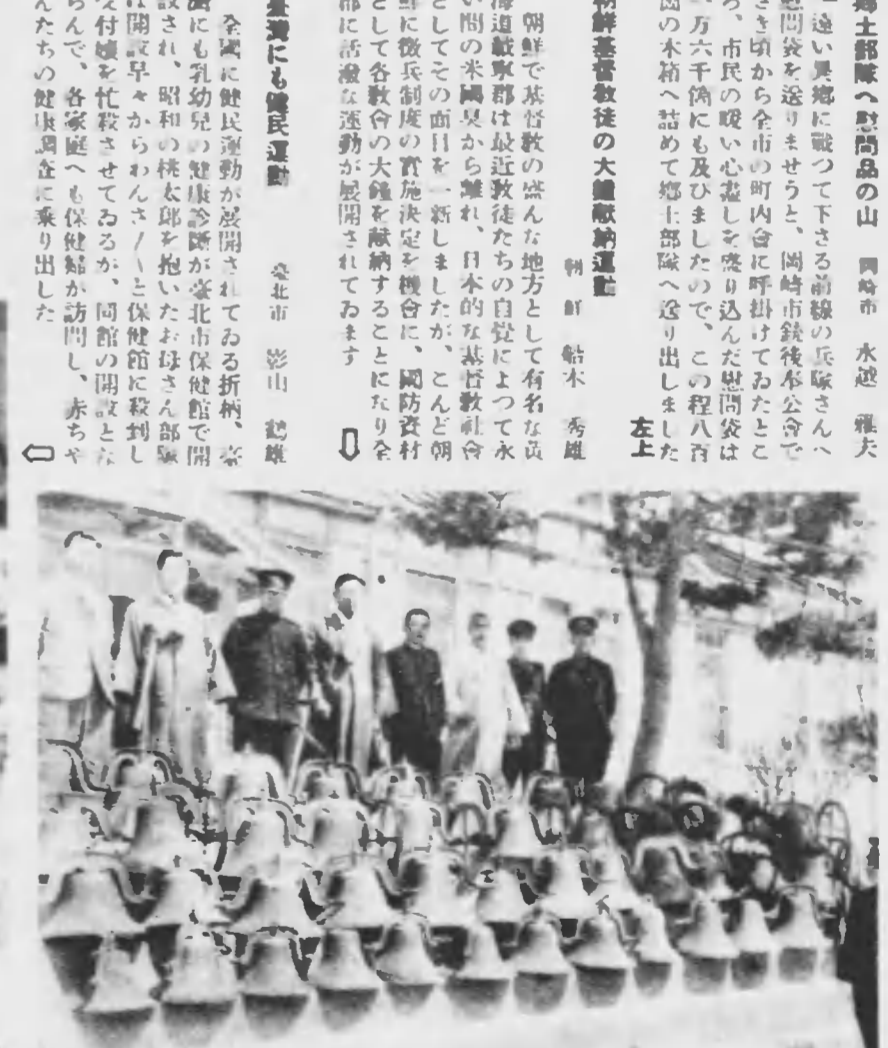 郷土部隊へ慰問品の山 岡崎市 水越 雅夫
遠い異郷に戰つて下さる前線の兵隊さんへ
慰問袋を送りませうと、岡崎市銃後奉公會で
さき頃から全市の町内會に呼掛けてゐたとこ
ろ、市民の暖い心盡しを盛り込んだ慰問袋は
万六千個にも及びましたので、この程八百
個の木箱へ詰めて郷土部隊へ送り出しました
左上
朝鮮基督教徒の大鐘献納運動
朝鮮 船木 秀雄
朝鮮で基督教の盛んな地方として有名な黄
海道載寧郡は最近教徒たちの自覚によつて永
い間の米國臭から離れ、日本的な基督教社會
としてその面目を一新しましたが、こんど朝
鮮に徴兵制度の實施決定を機會に、國防資材
として各教會の大鐘を献納することになり全
郡に活潑な運動が展開されてゐます
臺灣にも健民運動
臺北市 影山 鶴雄
全國に健民運動が展開されてゐる折柄、臺
灣にも乳幼兒の健康診斷が臺北市保健館で開
設され、昭和の桃太郎を抱いたお母さん部隊
は開設早々からわんさ〳〵と保健館に殺到し
受付孃を忙殺させてゐるが、同館の開設とな
らんで、各家庭へも保健婦が訪問し、赤ちや
んたちの健康調査に乗り出した